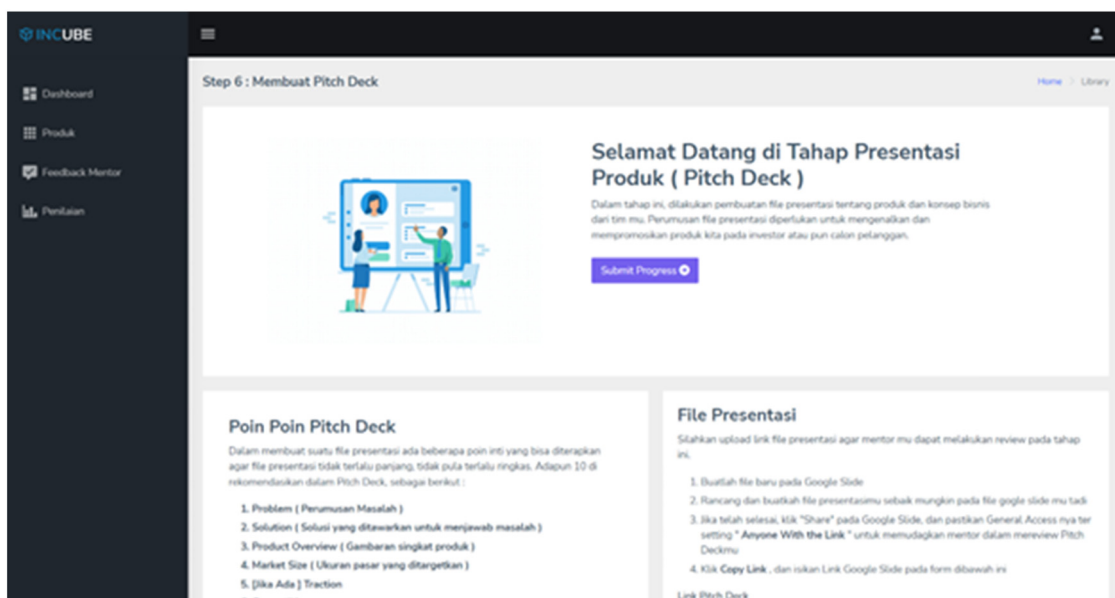 INCUBE
Dashboard
Produk
Feedback Mentor
Penilaian
Step 6 : Membuat Pitch Deck
Home > Library
Selamat Datang di Tahap Presentasi
Produk ( Pitch Deck )
Dalam tahap ini, dilakukan pembuatan file presentasi tentang produk dan konsep bisnis
dari tim mu. Perumusan file presentasi diperlukan untuk mengenalkan dan
mempromosikan produk kita pada investor atau pun calon pelanggan.
Submit Progress
Poin Poin Pitch Deck
Dalam membuat suatu file presentasi ada beberapa poin inti yang bisa diterapkan
agar file presentasi tidak terlalu panjang, tidak pula terlalu ringkas. Adapun 10 di
rekomendasikan dalam Pitch Deck, sebagai berikut :
1. Problem ( Perumusan Masalah )
2. Solution ( Solusi yang ditawarkan untuk menjawab masalah )
3. Product Overview ( Gambaran singkat produk )
4. Market Size ( Ukuran pasar yang ditargetkan )
5. [Jika Ada ] Traction
File Presentasi
Silahkan upload link file presentasi agar mentor mu dapat melakukan review pada tahap
ini.
1. Buatlah file baru pada Google Slide
2. Rancang dan buatkah file presentasimu sebaik mungkin pada file gogle slide mu tadi
3. Jika telah selesai, klik "Share" pada Google Slide, dan pastikan General Access nya ter
setting " Anyone With the Link " untuk memudagkan mentor dalam mereview Pitch
Deckmu
4. Klik Copy Link , dan isikan Link Google Slide pada form dibawah ini
Link Pitch Deck